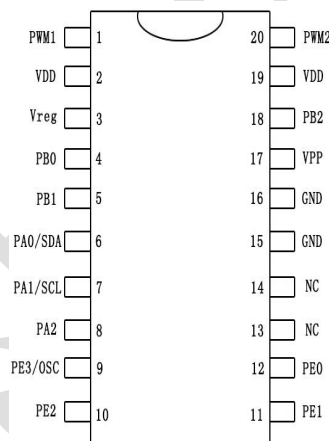 PWM1 1 20 PWM2
VDD 2 19 VDD
Vreg 3 18 PB2
PB0 4 17 VPP
PB1 5 16 GND
PA0/SDA 6 15 GND
PA1/SCL 7 14 NC
PA2 8 13 NC
PE3/OSC 9 12 PE0
PE2 10 11 PE1